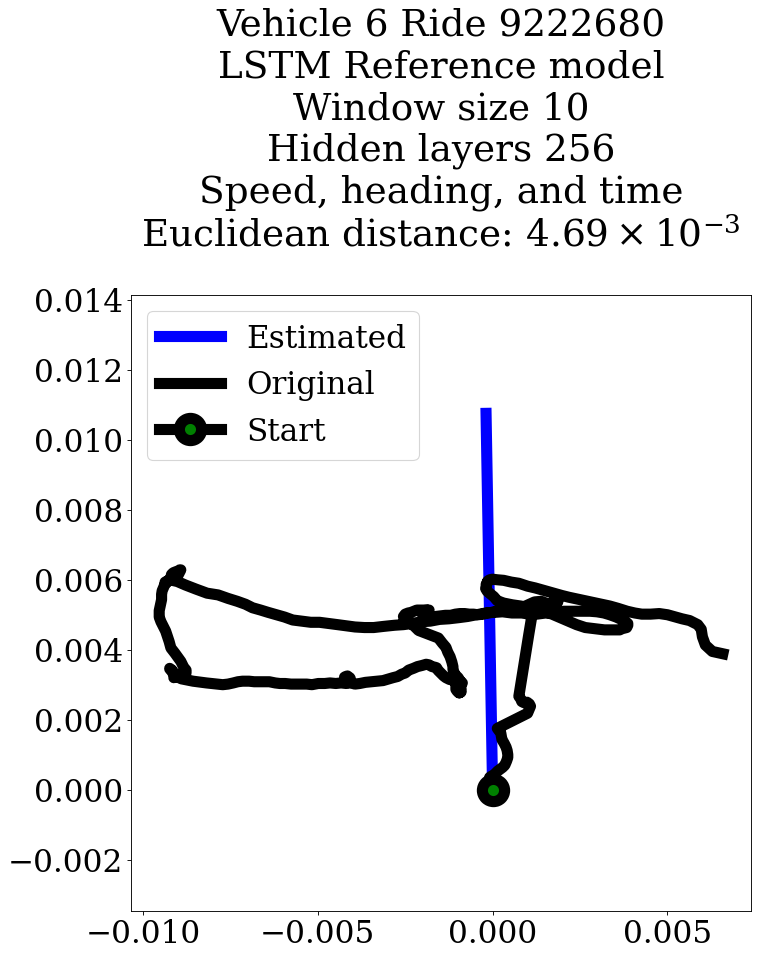 Vehicle 6 Ride 9222680
LSTM Reference model
Window size 10
Hidden layers 256
Speed, heading, and time
Euclidean distance: 4.69 × 10⁻³
0.014
Estimated
0.012
Original
0.010
Start
0.008
0.006
0.004
0.002
0.000
−0.002
−0.010 −0.005 0.000 0.005